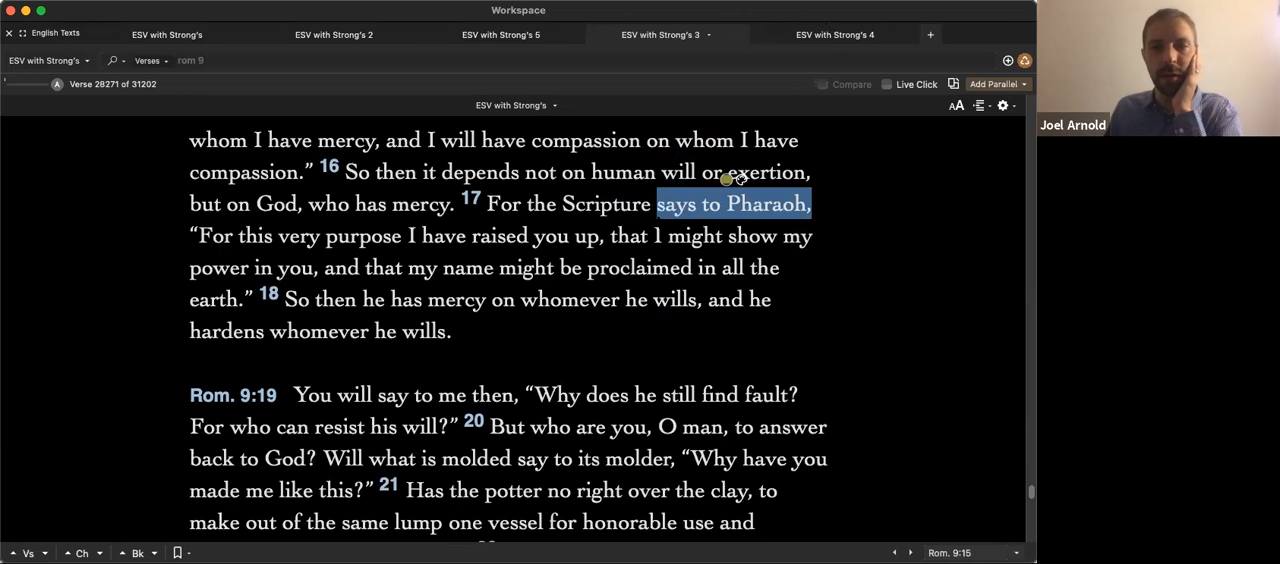 Workspace
English Texts
ESV with Strong's
ESV with Strong's 2
ESV with Strong's 5
ESV with Strong's 3
ESV with Strong's 4
ESV with Strong's
Verses
rom 9
A Verse 28271 of 31202
Compare
Live Click
Add Parallel
ESV with Strong's
AA
whom I have mercy, and I will have compassion on whom I have
compassion.” 16 So then it depends not on human will or exertion,
but on God, who has mercy. 17 For the Scripture says to Pharaoh,
“For this very purpose I have raised you up, that I might show my
power in you, and that my name might be proclaimed in all the
earth.” 18 So then he has mercy on whomever he wills, and he
hardens whomever he wills.
Rom. 9:19 You will say to me then, “Why does he still find fault?
For who can resist his will?” 20 But who are you, O man, to answer
back to God? Will what is molded say to its molder, “Why have you
made me like this?” 21 Has the potter no right over the clay, to
make out of the same lump one vessel for honorable use and
Vs
Ch
Bk
Rom. 9:15
Joel Arnold